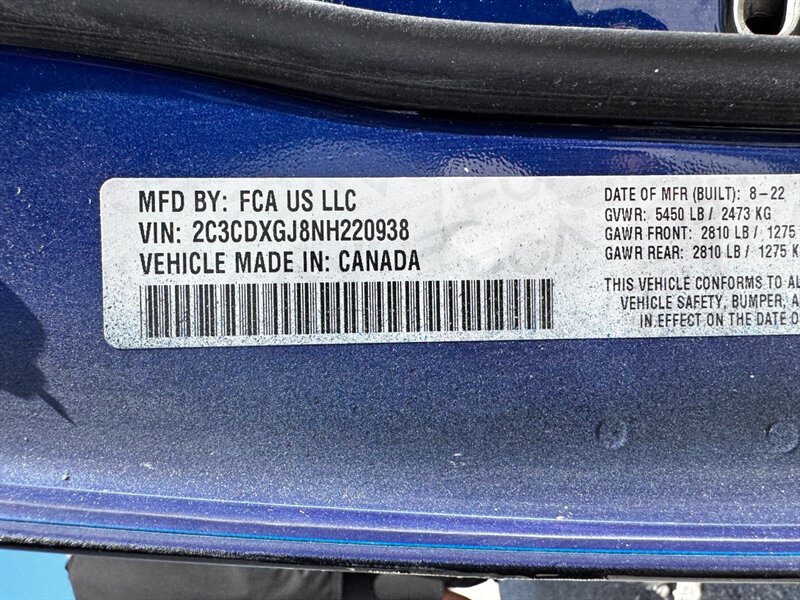 MFD BY: FCA US LLC
VIN: 2C3CDXGJ8NH220938
VEHICLE MADE IN: CANADA
DATE OF MFR (BUILT): 8-22
GVWR: 5450 LB / 2473 KG
GAWR FRONT: 2810 LB / 1275
GAWR REAR: 2810 LB / 1275 K
THIS VEHICLE CONFORMS TO AL
VEHICLE SAFETY, BUMPER, A
IN EFFECT ON THE DATE O